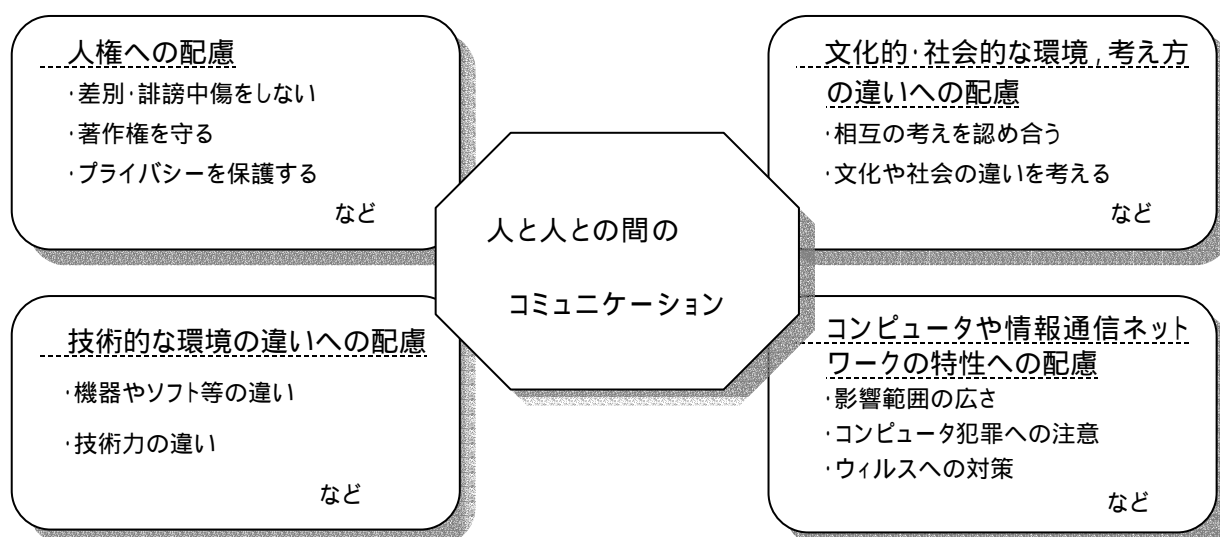 人権への配慮
・差別・誹謗中傷をしない
・著作権を守る
・プライバシーを保護する
など
文化的・社会的な環境,考え方
の違いへの配慮
・相互の考えを認め合う
・文化や社会の違いを考える
など
人と人との間の
コミュニケーション
技術的な環境の違いへの配慮
・機器やソフト等の違い
・技術力の違い
など
コンピュータや情報通信ネット
ワークの特性への配慮
・影響範囲の広さ
・コンピュータ犯罪への注意
・ウィルスへの対策
など